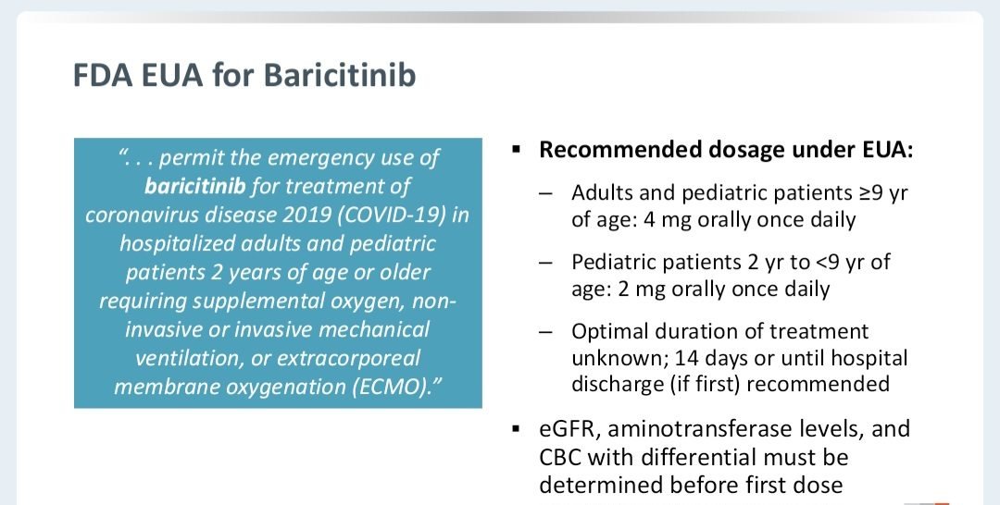 FDA EUA for Baricitinib
“. . . permit the emergency use of
baricitinib for treatment of
coronavirus disease 2019 (COVID-19) in
hospitalized adults and pediatric
patients 2 years of age or older
requiring supplemental oxygen, non-
invasive or invasive mechanical
ventilation, or extracorporeal
membrane oxygenation (ECMO).”
▪ Recommended dosage under EUA:
– Adults and pediatric patients ≥9 yr
of age: 4 mg orally once daily
– Pediatric patients 2 yr to <9 yr of
age: 2 mg orally once daily
– Optimal duration of treatment
unknown; 14 days or until hospital
discharge (if first) recommended
▪ eGFR, aminotransferase levels, and
CBC with differential must be
determined before first dose